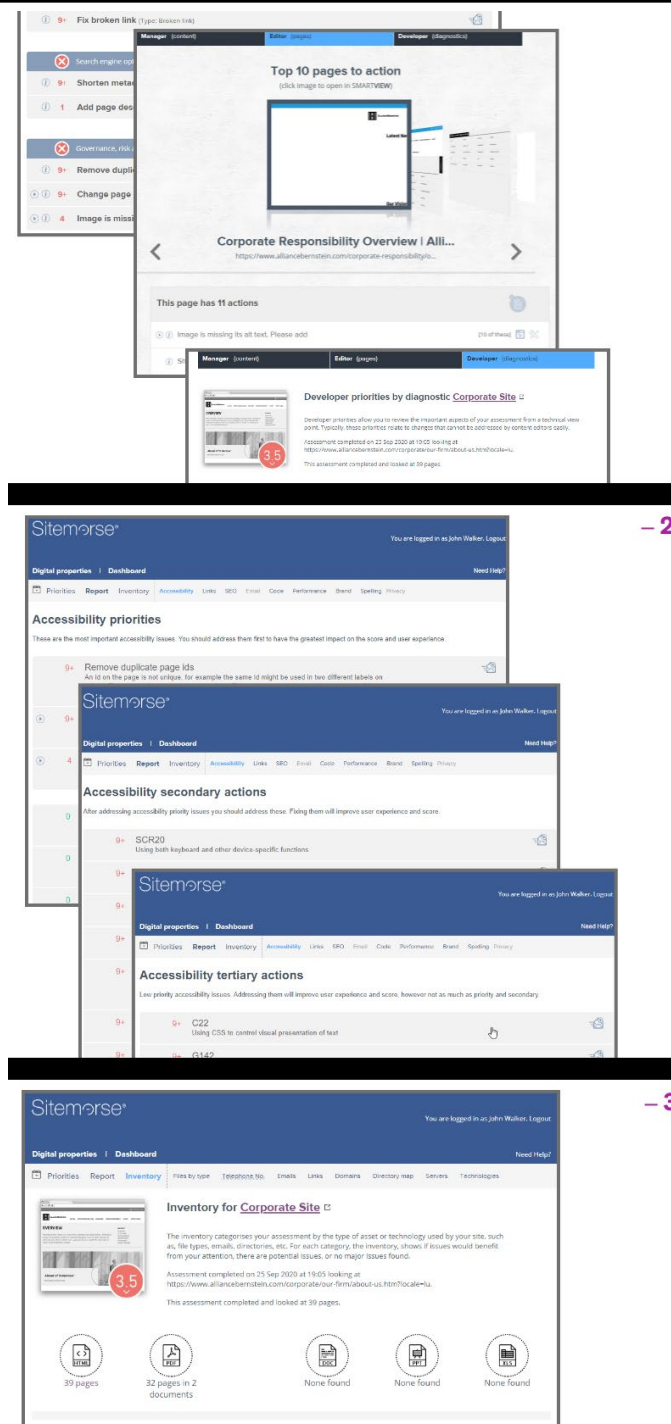 9+ Fix broken link (Type: Broken link)
Search engine opt
9+ Shorten meta
1 Add page des
Governance, risk
9+ Remove dupli
9+ Change page
4 Image is missi
Manager (content) Editor (pages) Developer (diagnostics)
Top 10 pages to action
(click image to open in SMARTVIEW)
Corporate Responsibility Overview | Alli...
https://www.alliancebernstein.com/corporate-responsibility/o...
This page has 11 actions
Image is missing its alt text. Please add [10 of these]
Manager (content) Editor (pages) Developer (diagnostics)
Developer priorities by diagnostic Corporate Site
Developer priorities allow you to review the important aspects of your assessment from a technical view
point. Typically, these priorities relate to changes that cannot be addressed by content editors easily.
Assessment completed on 25 Sep 2020 at 19:05 looking at
https://www.alliancebernstein.com/corporate/our-firm/about-us.htm?locale=lu.
This assessment completed and looked at 39 pages
3.5
– 2
Sitemorse
You are logged in as John Walker. Logout
Digital properties | Dashboard Need Help?
Priorities Report Inventory Accessibility Links SEO Email Code Performance Brand Spelling Privacy
Accessibility priorities
These are the most important accessibility issues. You should address them first to have the greatest impact on the score and user experience.
9+ Remove duplicate page ids
An id on the page is not unique, for example the same id might be used in two different labels on
9+
4
0
0
0
Sitemorse
You are logged in as John Walker. Logout
Digital properties | Dashboard Need Help?
Priorities Report Inventory Accessibility Links SEO Email Code Performance Brand Spelling Privacy
Accessibility secondary actions
After addressing accessibility priority issues you should address these. Fixing them will improve user experience and score.
9+ SCR20
Using both keyboard and other device-specific functions
9+
9+
9+
9+
9+
9+
Sitemorse
You are logged in as John Walker. Logout
Digital properties | Dashboard Need Help?
Priorities Report Inventory Accessibility Links SEO Email Code Performance Brand Spelling Privacy
Accessibility tertiary actions
Low priority accessibility issues. Addressing them will improve user experience and score, however not as much as priority and secondary.
9+ C22
Using CSS to control visual presentation of text
9+ G142
– 3
Sitemorse
You are logged in as John Walker. Logout
Digital properties | Dashboard Need Help?
Priorities Report Inventory Files by type Telephone No. Emails Links Domains Directory map Servers Technologies
Inventory for Corporate Site
The inventory categorises your assessment by the type of asset or technology used by your site, such
as, file types, emails, directories, etc. For each category, the inventory, shows if issues would benefit
from your attention, there are potential issues, or no major issues found.
Assessment completed on 25 Sep 2020 at 19:05 looking at
https://www.alliancebernstein.com/corporate/our-firm/about-us.htm?locale=lu.
This assessment completed and looked at 39 pages.
OVERVIEW
3.5
HTML PDF DOC PPT XLS
39 pages 32 pages in 2 None found None found None found
documents